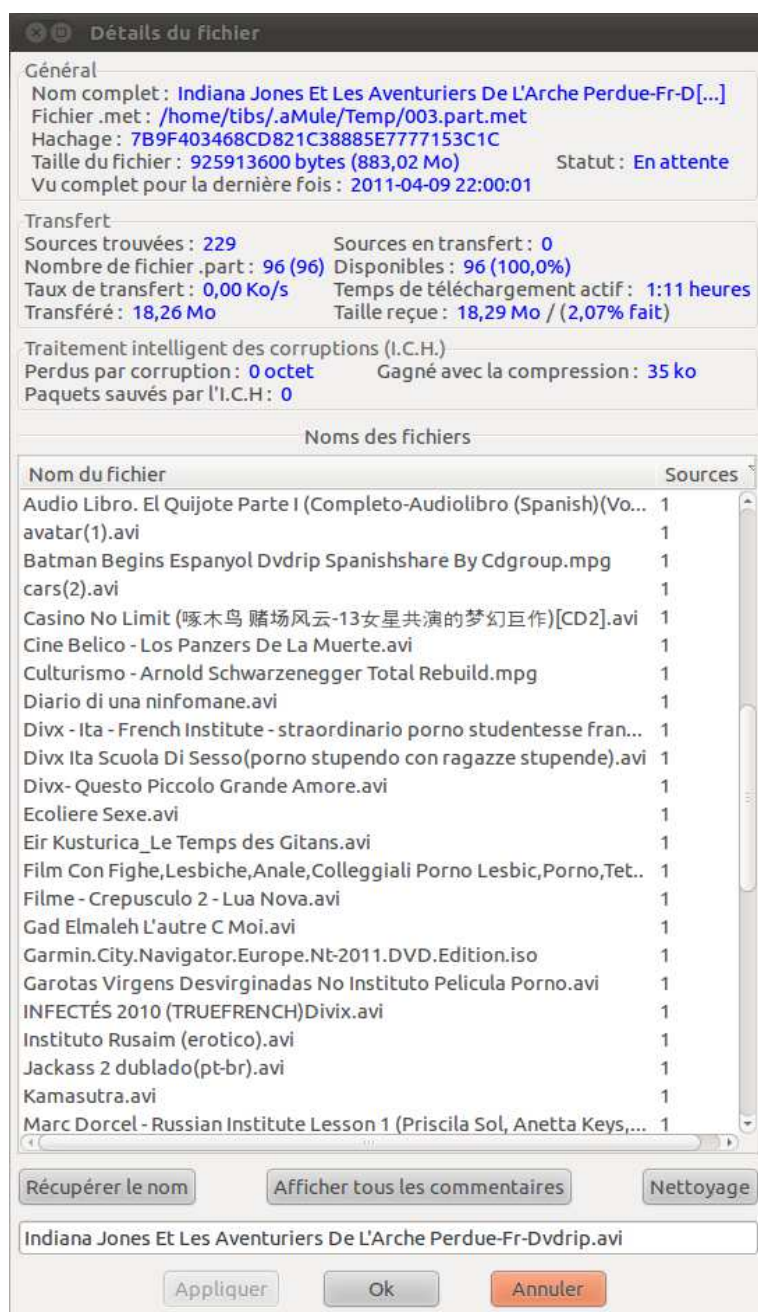 Détails du fichier
Général
Nom complet : Indiana Jones Et Les Aventuriers De L'Arche Perdue-Fr-D[...]
Fichier .met : /home/tibs/.aMule/Temp/003.part.met
Hachage : 7B9F403468CD821C38885E7777153C1C
Taille du fichier : 925913600 bytes (883,02 Mo) Statut : En attente
Vu complet pour la dernière fois : 2011-04-09 22:00:01
Transfert
Sources trouvées : 229 Sources en transfert : 0
Nombre de fichier .part : 96 (96) Disponibles : 96 (100,0%)
Taux de transfert : 0,00 Ko/s Temps de téléchargement actif : 1:11 heures
Transféré : 18,26 Mo Taille reçue : 18,29 Mo / (2,07% fait)
Traitement intelligent des corruptions (I.C.H.)
Perdus par corruption : 0 octet Gagné avec la compression : 35 ko
Paquets sauvés par l'I.C.H : 0
Noms des fichiers
Nom du fichier Sources
Audio Libro. El Quijote Parte I (Completo-Audiolibro (Spanish)(Vo... 1
avatar(1).avi 1
Batman Begins Espanyol Dvdrip Spanishshare By Cdgroup.mpg 1
cars(2).avi 1
Casino No Limit (啄木鸟 赌场风云-13女星共演的梦幻巨作)[CD2].avi 1
Cine Belico - Los Panzers De La Muerte.avi 1
Culturismo - Arnold Schwarzenegger Total Rebuild.mpg 1
Diario di una ninfomane.avi 1
Divx - Ita - French Institute - straordinario porno studentesse fran... 1
Divx Ita Scuola Di Sesso(porno stupendo con ragazze stupende).avi 1
Divx- Questo Piccolo Grande Amore.avi 1
Ecoliere Sexe.avi 1
Eir Kusturica_Le Temps des Gitans.avi 1
Film Con Fighe,Lesbiche,Anale,Colleggiali Porno Lesbic,Porno,Tet.. 1
Filme - Crepusculo 2 - Lua Nova.avi 1
Gad Elmaleh L'autre C Moi.avi 1
Garmin.City.Navigator.Europe.Nt-2011.DVD.Edition.iso 1
Garotas Virgens Desvirginadas No Instituto Pelicula Porno.avi 1
INFECTÉS 2010 (TRUEFRENCH)Divix.avi 1
Instituto Rusaim (erotico).avi 1
Jackass 2 dublado(pt-br).avi 1
Kamasutra.avi 1
Marc Dorcel - Russian Institute Lesson 1 (Priscila Sol, Anetta Keys,... 1
Récupérer le nom Afficher tous les commentaires Nettoyage
Indiana Jones Et Les Aventuriers De L'Arche Perdue-Fr-Dvdrip.avi
Appliquer Ok Annuler